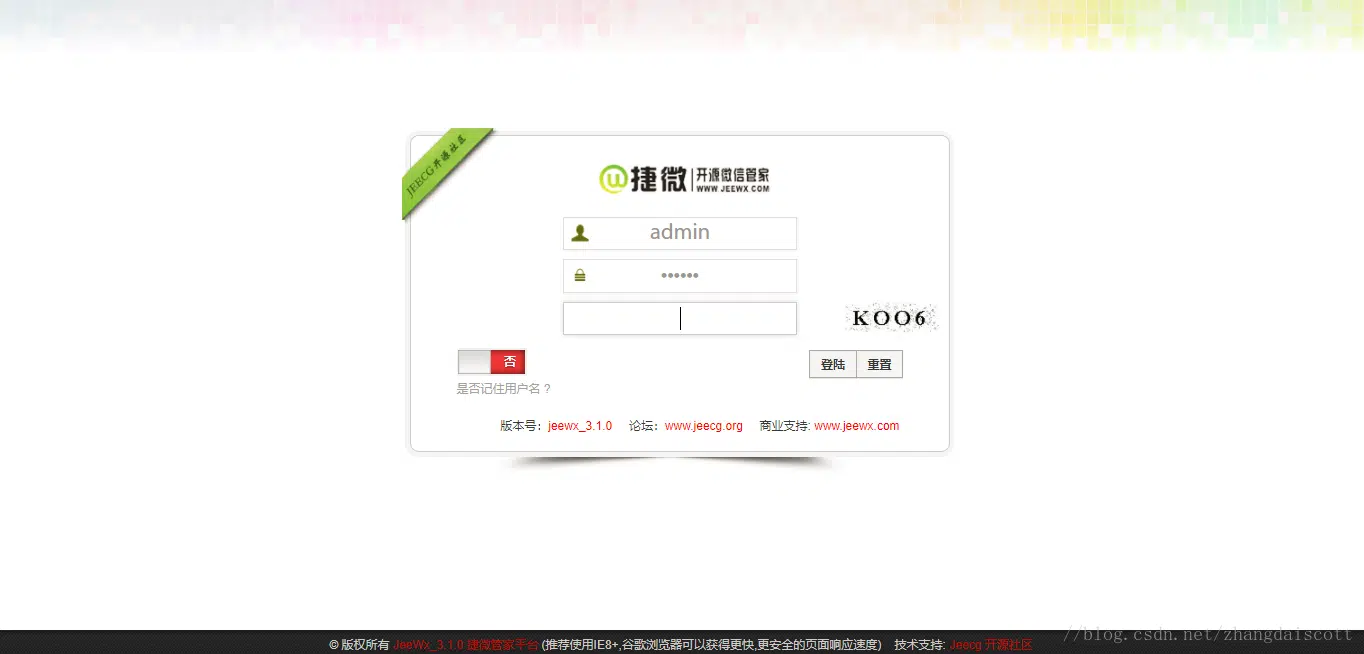 JEECG开源社区
捷微 开源微信管家
WWW.JEEWX.COM
admin
••••••
KOO6
否
登陆 重置
是否记住用户名 ?
版本号：jeewx_3.1.0 论坛：www.jeecg.org 商业支持: www.jeewx.com
© 版权所有 JeeWx_3.1.0 捷微管家平台 (推荐使用IE8+,谷歌浏览器可以获得更快,更安全的页面响应速度) 技术支持: Jeecg 开源社区
//blog.csdn.net/zhangdaiscott